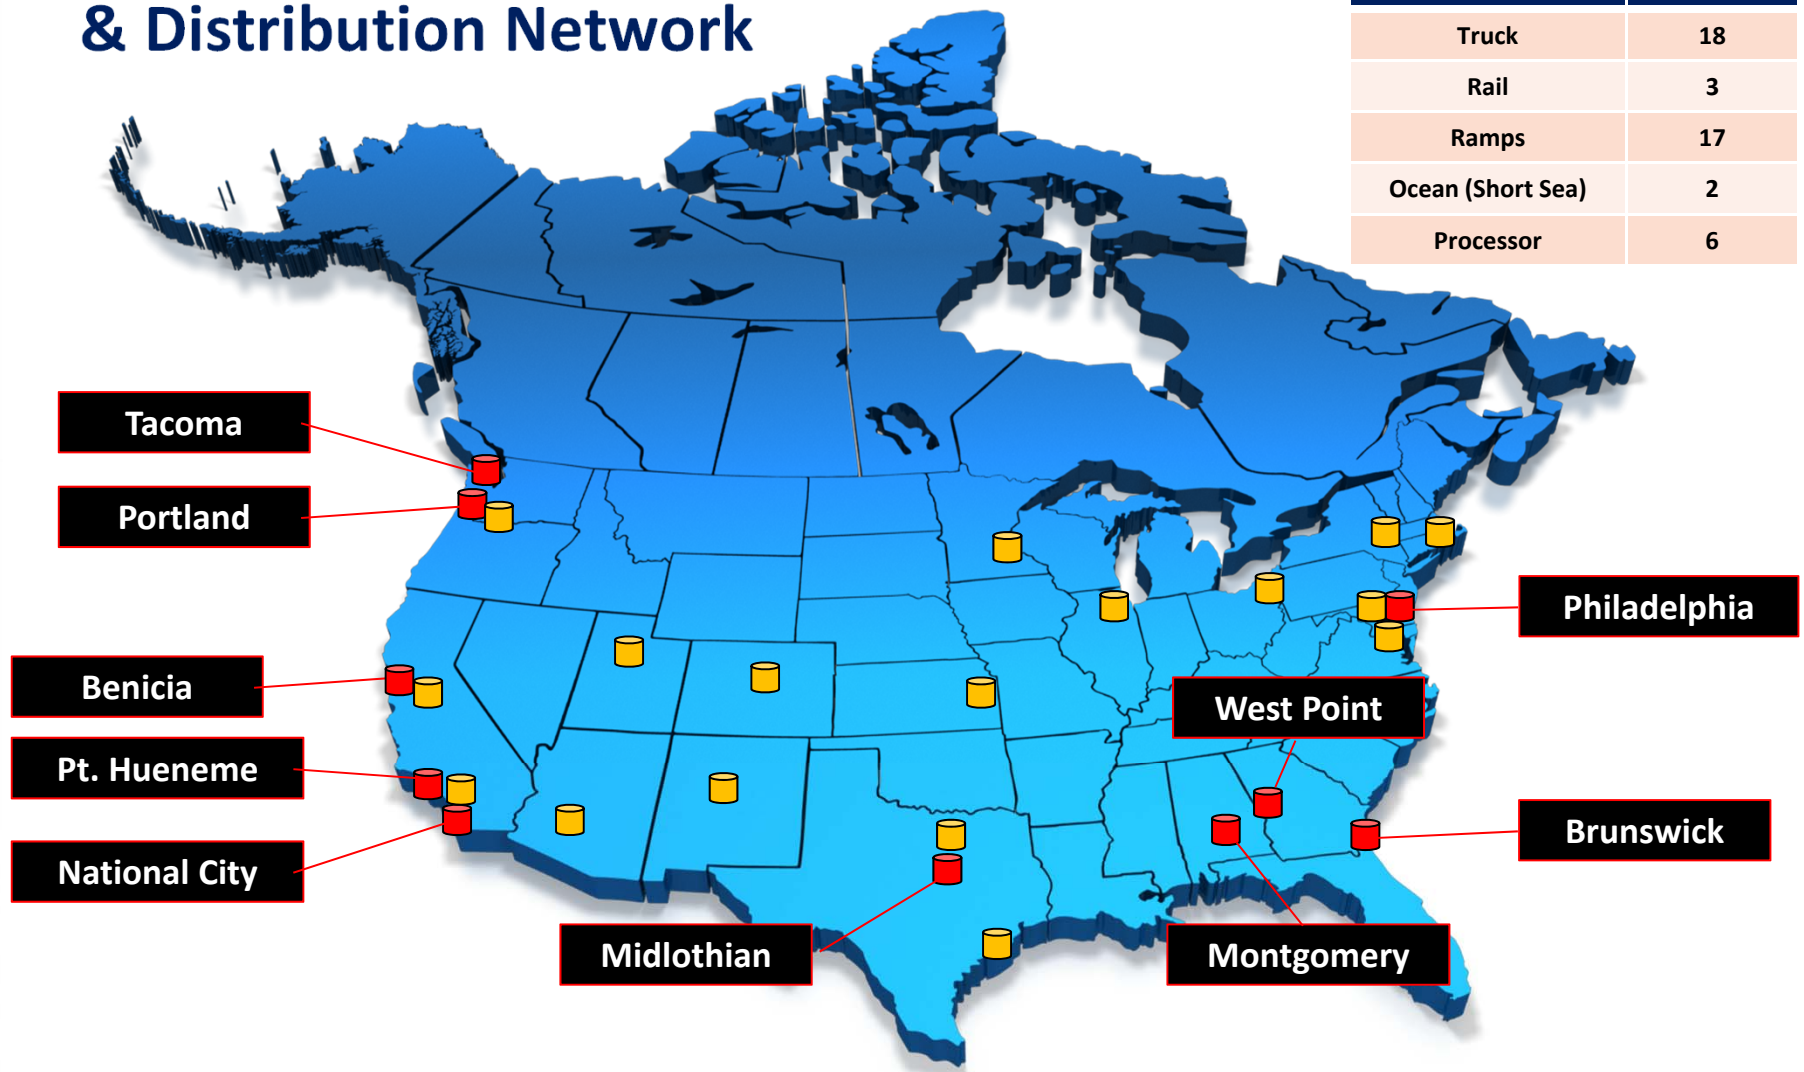 & Distribution Network
Truck 18
Rail 3
Ramps 17
Ocean (Short Sea) 2
Processor 6
Tacoma
Portland
Philadelphia
Benicia
West Point
Pt. Hueneme
Brunswick
National City
Midlothian
Montgomery